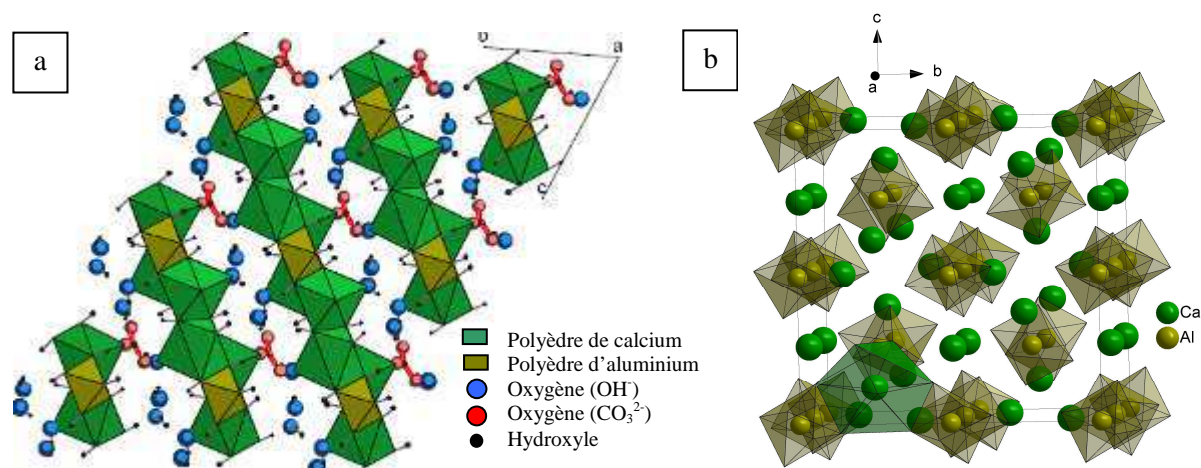 a
b
a
c
Polyèdre de calcium
Polyèdre d'aluminium
Oxygène (OH⁻)
Oxygène (CO₃²⁻)
Hydroxyle
b
c
b
a
Ca
Al